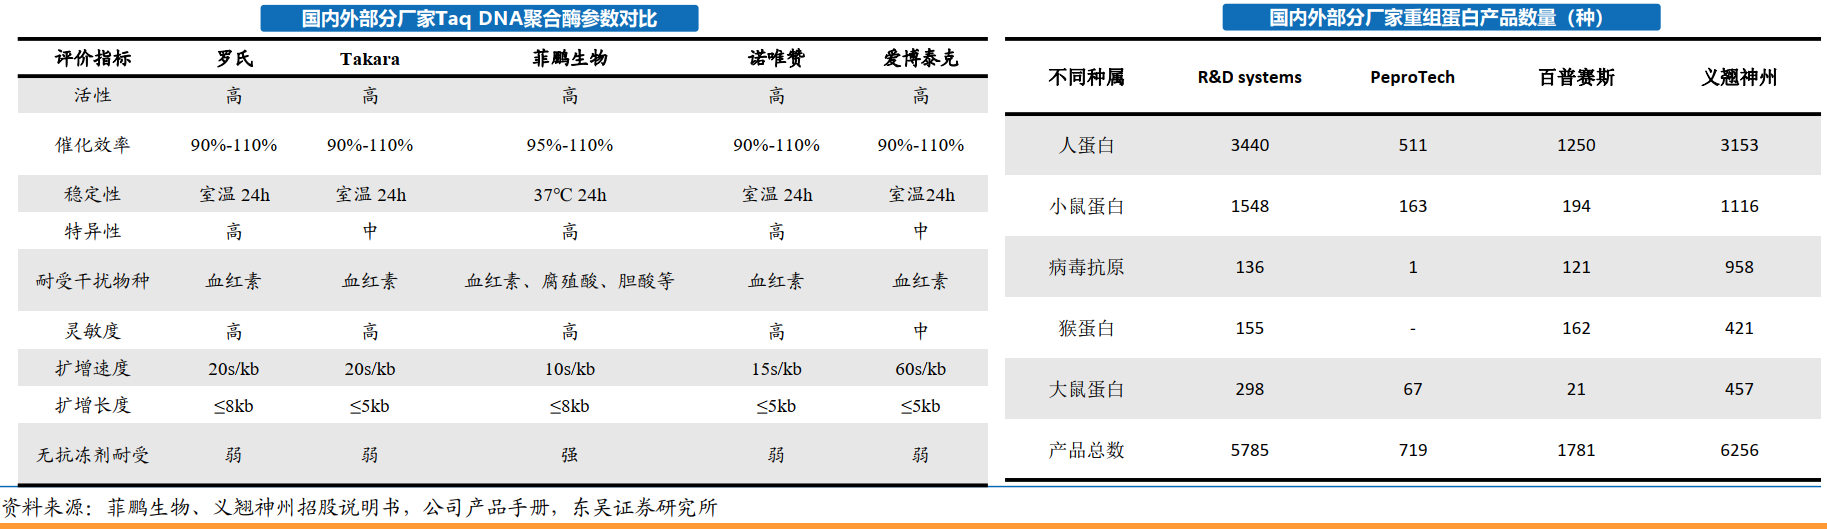 国内外部分厂家Taq DNA聚合酶参数对比
评价指标 罗氏 Takara 菲鹏生物 诺唯赞 爱博泰克
活性 高 高 高 高 高
催化效率 90%-110% 90%-110% 95%-110% 90%-110% 90%-110%
稳定性 室温 24h 室温 24h 37℃ 24h 室温 24h 室温24h
特异性 高 中 高 高 中
耐受干扰物种 血红素 血红素 血红素、腐殖酸、胆酸等 血红素 血红素
灵敏度 高 高 高 高 中
扩增速度 20s/kb 20s/kb 10s/kb 15s/kb 60s/kb
扩增长度 ≤8kb ≤5kb ≤8kb ≤5kb ≤5kb
无抗冻剂耐受 弱 弱 强 弱 弱
国内外部分厂家重组蛋白产品数量（种）
不同种属 R&D systems PeproTech 百普赛斯 义翘神州
人蛋白 3440 511 1250 3153
小鼠蛋白 1548 163 194 1116
病毒抗原 136 1 121 958
猴蛋白 155 - 162 421
大鼠蛋白 298 67 21 457
产品总数 5785 719 1781 6256
资料来源：菲鹏生物、义翘神州招股说明书，公司产品手册，东吴证券研究所